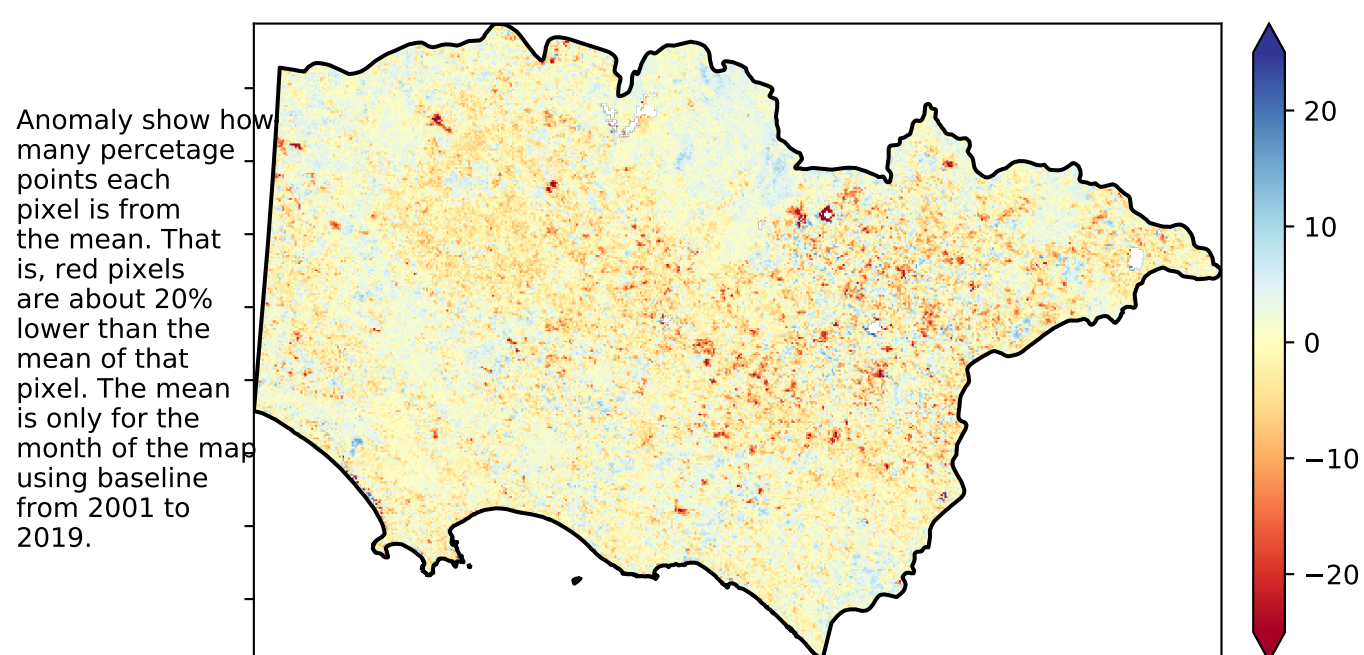 Anomaly show how
many percetage
points each
pixel is from
the mean. That
is, red pixels
are about 20%
lower than the
mean of that
pixel. The mean
is only for the
month of the map
using baseline
from 2001 to
2019.
20
10
0
−10
−20